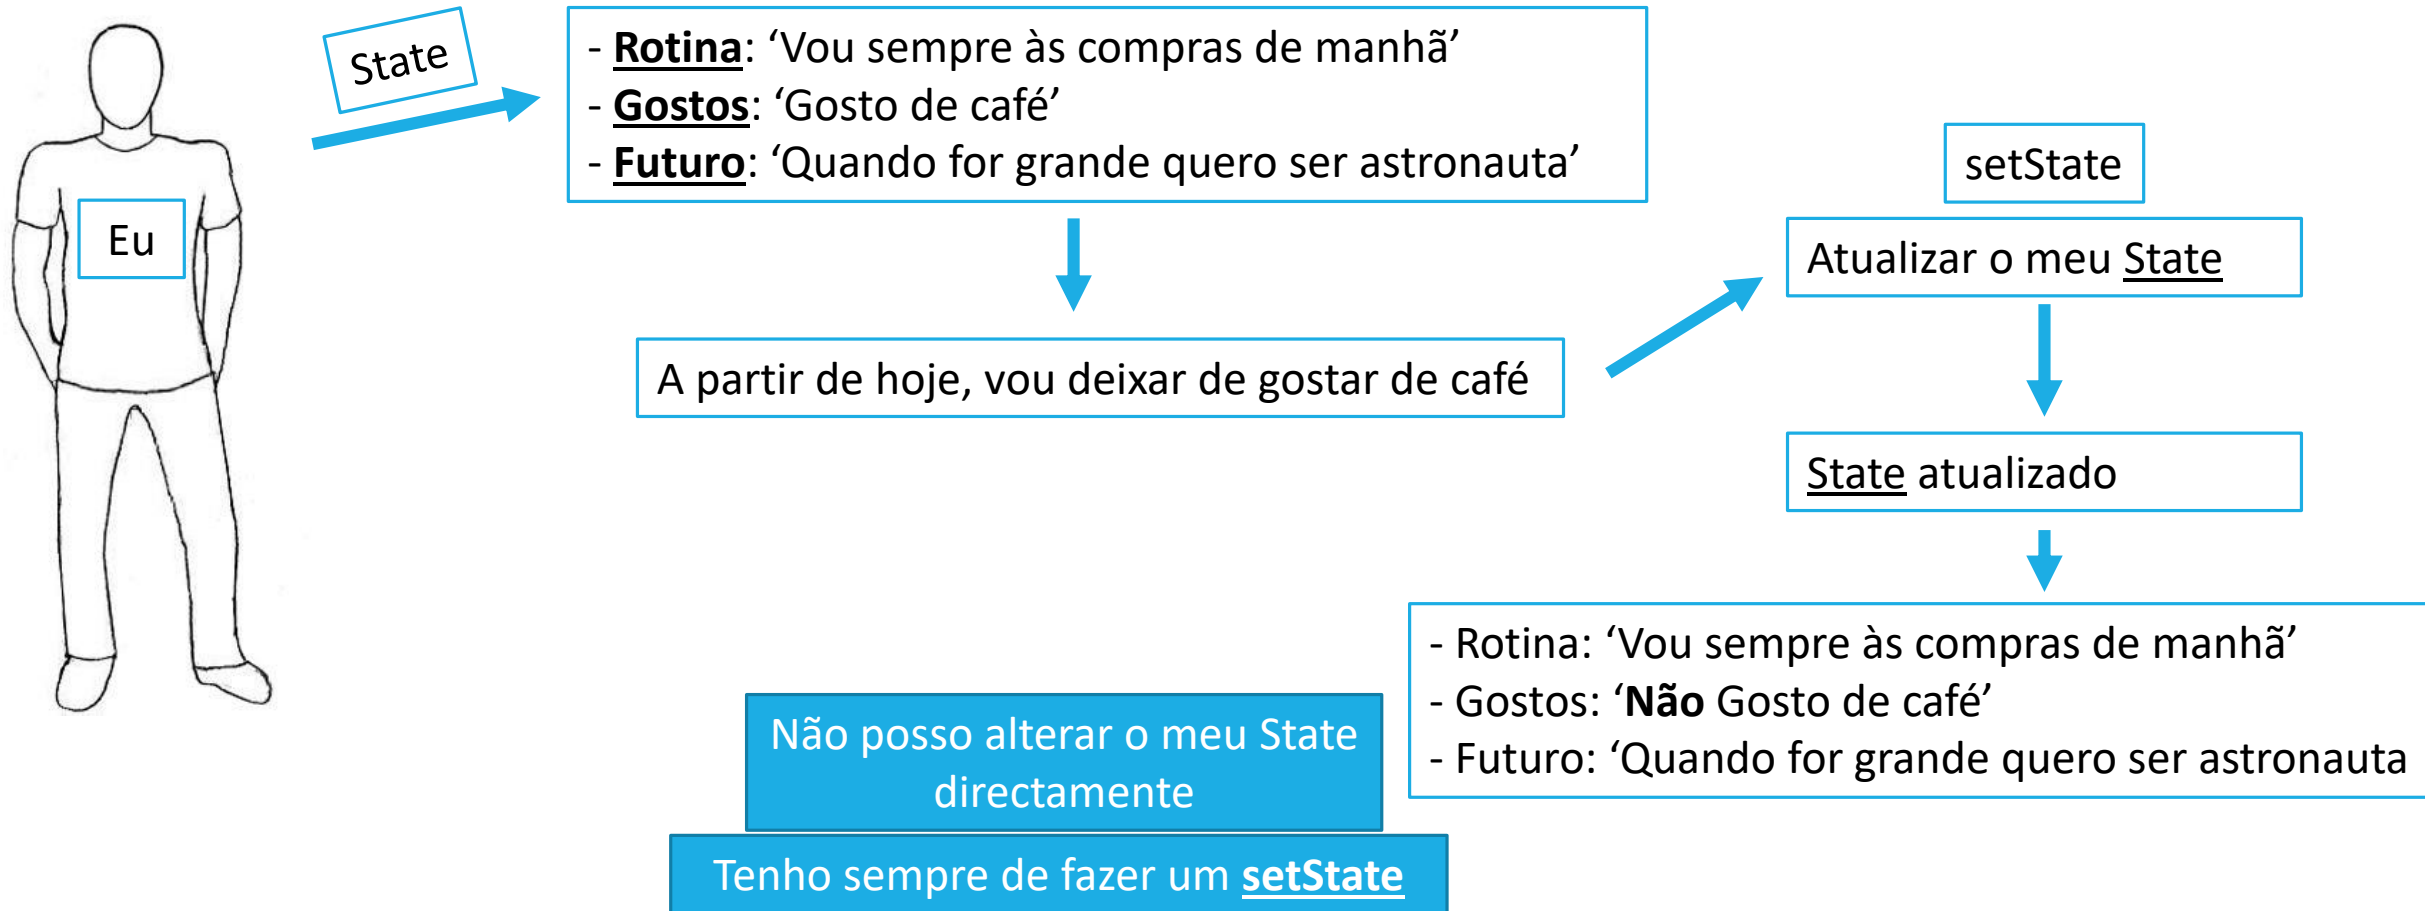 State
- Rotina: ‘Vou sempre às compras de manhã’
- Gostos: ‘Gosto de café’
- Futuro: ‘Quando for grande quero ser astronauta’
Eu
A partir de hoje, vou deixar de gostar de café
setState
Atualizar o meu State
State atualizado
- Rotina: ‘Vou sempre às compras de manhã’
- Gostos: ‘Não Gosto de café’
- Futuro: ‘Quando for grande quero ser astronauta
Não posso alterar o meu State
directamente
Tenho sempre de fazer um setState